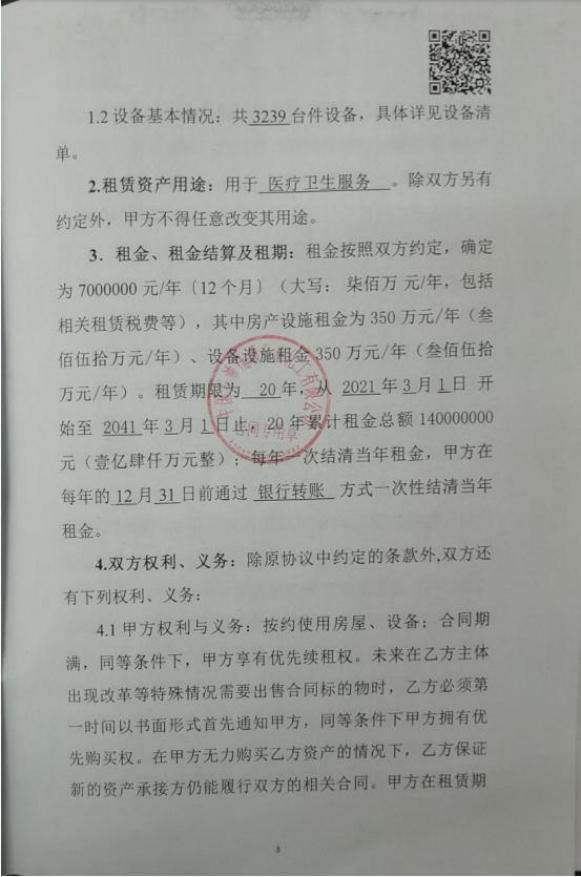 1.2 设备基本情况：共 3239 台件设备，具体详见设备清
单。
2.租赁资产用途：用于 医疗卫生服务 。除双方另有
约定外，甲方不得任意改变其用途。
3．租金、租金结算及租期：租金按照双方约定，确定
为 7000000 元/年〔12 个月〕（大写： 柒佰万 元/年，包括
相关租赁税费等），其中房产设施租金为 350 万元/年（叁
佰伍拾万元/年）、设备设施租金 350 万元/年（叁佰伍拾
万元/年）。租赁期限为 20 年，从 2021 年 3 月 1 日 开
始至 2041 年 3 月 1 日止，20 年累计租金总额 140000000
元（壹亿肆仟万元整）；每年一次结清当年租金，甲方在
每年的 12 月 31 日前通过 银行转账 方式一次性结清当年
租金。
4.双方权利、义务：除原协议中约定的条款外,双方还
有下列权利、义务：
4.1 甲方权利与义务：按约使用房屋、设备；合同期
满，同等条件下，甲方享有优先续租权。未来在乙方主体
出现改革等特殊情况需要出售合同标的物时，乙方必须第
一时间以书面形式首先通知甲方，同等条件下甲方拥有优
先购买权。在甲方无力购买乙方资产的情况下，乙方保证
新的资产承接方仍能履行双方的相关合同。甲方在租赁期
3